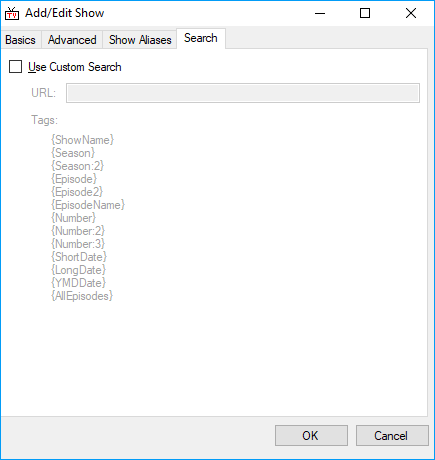 TV Add/Edit Show
Basics Advanced Show Aliases Search
Use Custom Search
URL:
Tags:
{ShowName}
{Season}
{Season:2}
{Episode}
{Episode2}
{EpisodeName}
{Number}
{Number:2}
{Number:3}
{ShortDate}
{LongDate}
{YMDDate}
{AllEpisodes}
OK Cancel